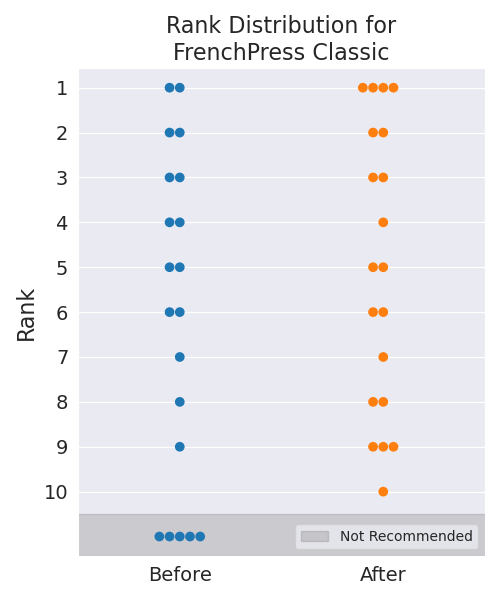 Rank Distribution for
FrenchPress Classic
1
2
3
4
5
6
7
8
9
10
Rank
Not Recommended
Before
After